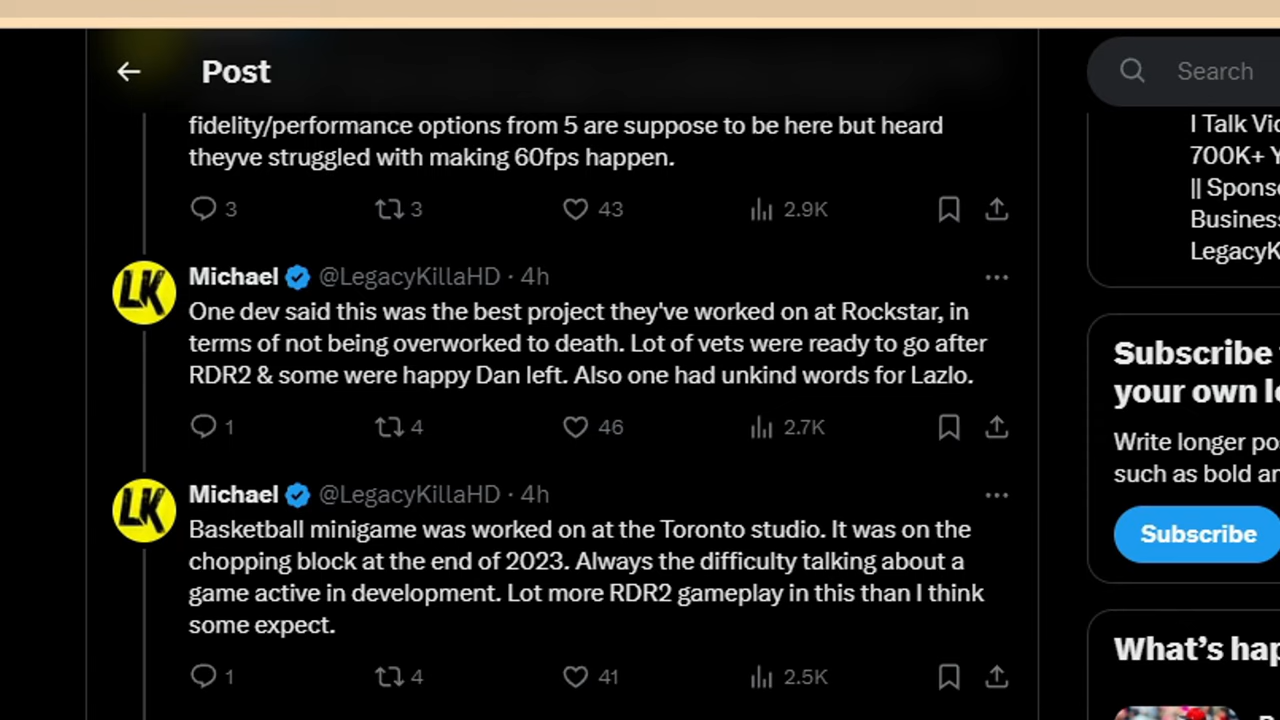 Post
Search
fidelity/performance options from 5 are suppose to be here but heard
theyve struggled with making 60fps happen.
3 3 43 2.9K
LK
Michael @LegacyKillaHD · 4h
One dev said this was the best project they've worked on at Rockstar, in
terms of not being overworked to death. Lot of vets were ready to go after
RDR2 & some were happy Dan left. Also one had unkind words for Lazlo.
1 4 46 2.7K
LK
Michael @LegacyKillaHD · 4h
Basketball minigame was worked on at the Toronto studio. It was on the
chopping block at the end of 2023. Always the difficulty talking about a
game active in development. Lot more RDR2 gameplay in this than I think
some expect.
1 4 41 2.5K
I Talk Vi
700K+ Y
|| Spons
Business
LegacyK
Subscribe
your own l
Write longer po
such as bold a
Subscribe
What's hap